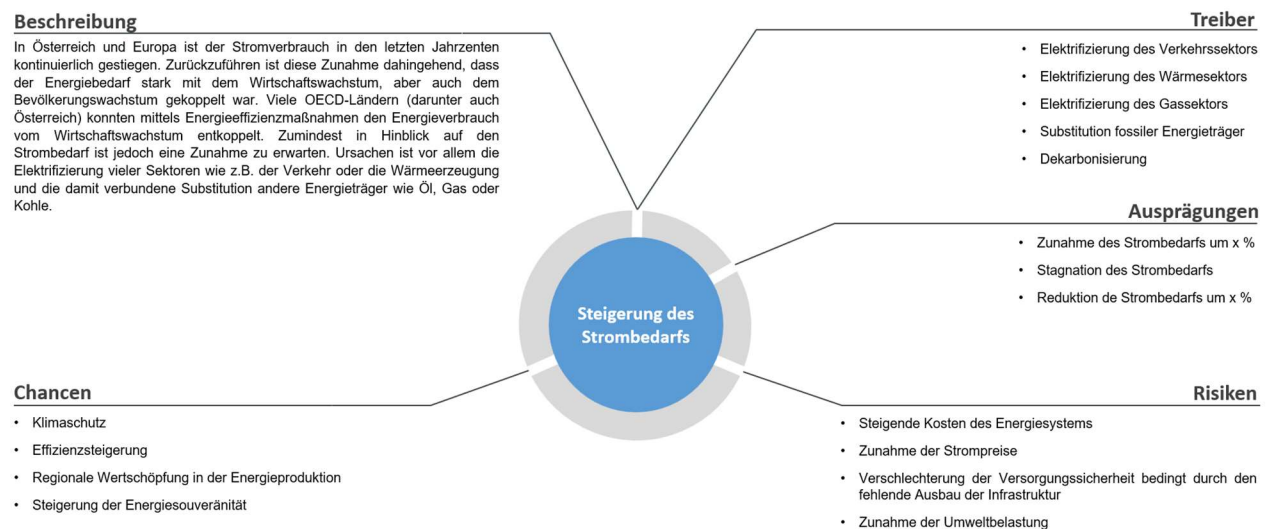 Beschreibung
In Österreich und Europa ist der Stromverbrauch in den letzten Jahrzenten
kontinuierlich gestiegen. Zurückzuführen ist diese Zunahme dahingehend, dass
der Energiebedarf stark mit dem Wirtschaftswachstum, aber auch dem
Bevölkerungswachstum gekoppelt war. Viele OECD-Ländern (darunter auch
Österreich) konnten mittels Energieeffizienzmaßnahmen den Energieverbrauch
vom Wirtschaftswachstum entkoppelt. Zumindest in Hinblick auf den
Strombedarf ist jedoch eine Zunahme zu erwarten. Ursachen ist vor allem die
Elektrifizierung vieler Sektoren wie z.B. der Verkehr oder die Wärmeerzeugung
und die damit verbundene Substitution andere Energieträger wie Öl, Gas oder
Kohle.
Treiber
• Elektrifizierung des Verkehrssektors
• Elektrifizierung des Wärmesektors
• Elektrifizierung des Gassektors
• Substitution fossiler Energieträger
• Dekarbonisierung
Ausprägungen
• Zunahme des Strombedarfs um x %
• Stagnation des Strombedarfs
• Reduktion de Strombedarfs um x %
Steigerung des
Strombedarfs
Chancen
• Klimaschutz
• Effizienzsteigerung
• Regionale Wertschöpfung in der Energieproduktion
• Steigerung der Energiesouveränität
Risiken
• Steigende Kosten des Energiesystems
• Zunahme der Strompreise
• Verschlechterung der Versorgungssicherheit bedingt durch den
fehlende Ausbau der Infrastruktur
• Zunahme der Umweltbelastung